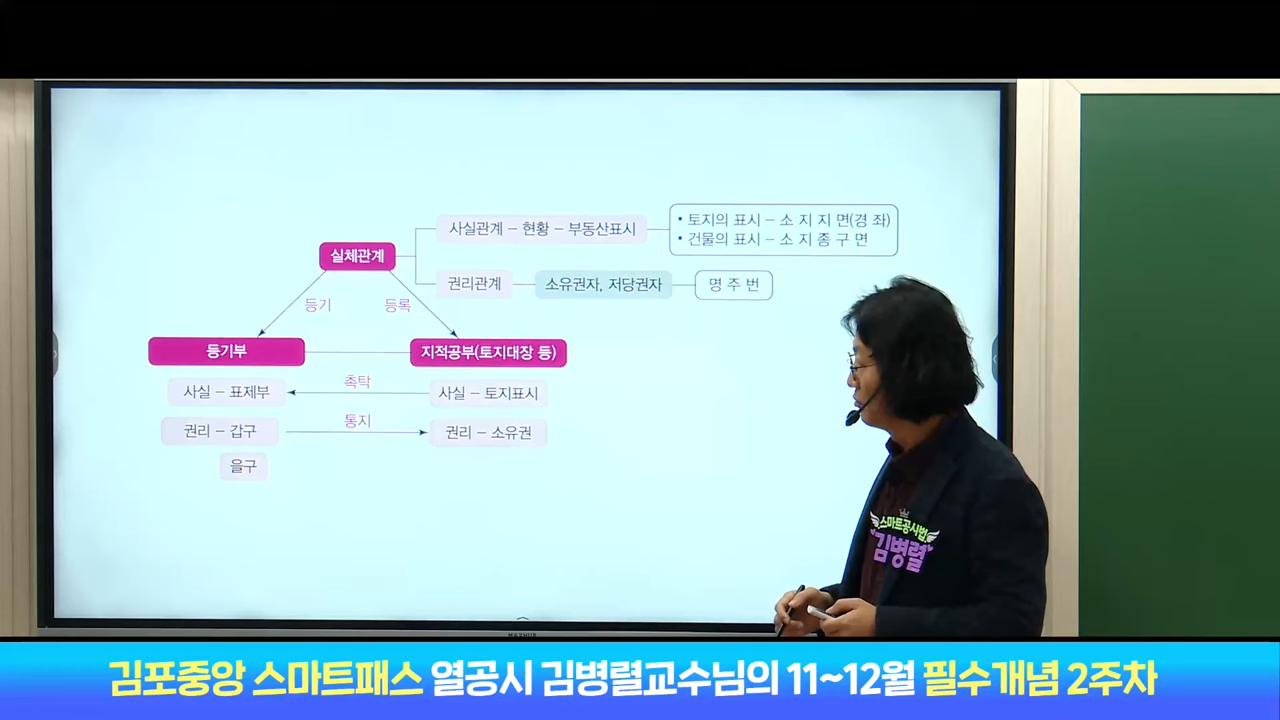 • 토지의 표시 – 소 지 지 면(경 좌)
사실관계 – 현황 – 부동산표시
• 건물의 표시 – 소 지 종 구 면
실체관계
권리관계
소유권자, 저당권자
명 주 번
등기
등록
등기부
지적공부(토지대장 등)
사실 – 표제부
촉탁
사실 – 토지표시
권리 – 갑구
통지
권리 – 소유권
을구
스마트공시법
김병렬
김포중앙 스마트패스 열공시 김병렬교수님의 11~12월 필수개념 2주차